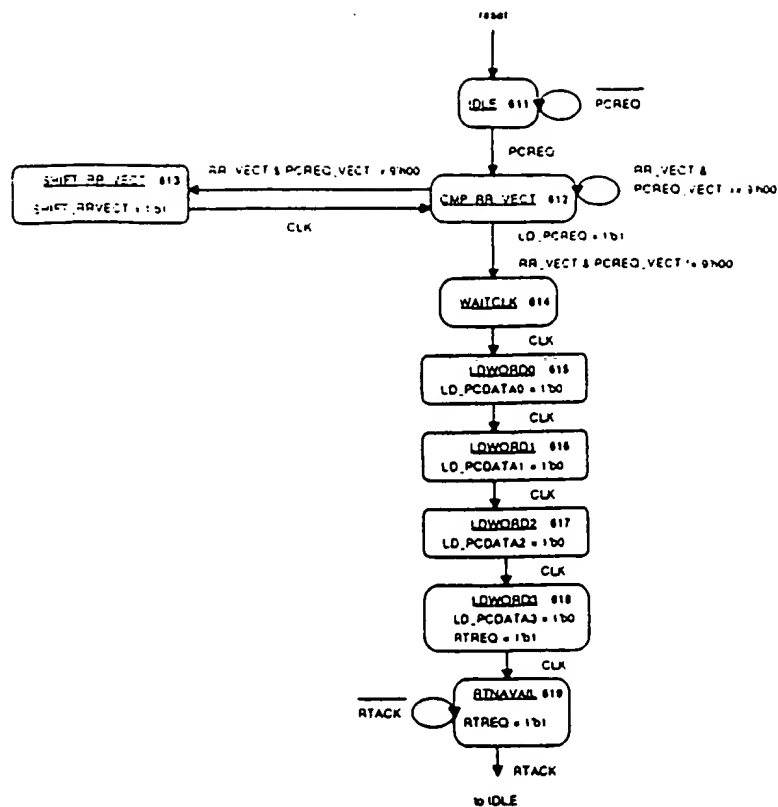 reset
IDLE 611
PCREQ
PCREQ
SHIFT_RR_VECT 613
SHIFT_RRVECT = 1'b1
RR_VECT & PCREQ_VECT = 9'h00
CLK
CMP_RR_VECT 612
RR_VECT &
PCREQ_VECT == 9'h00
LD_PCREQ = 1'b1
RR_VECT & PCREQ_VECT != 9'h00
WAITCLK 614
CLK
LDWORD0 615
LD_PCDATA0 = 1'b0
CLK
LDWORD1 616
LD_PCDATA1 = 1'b0
CLK
LDWORD2 617
LD_PCDATA2 = 1'b0
CLK
LDWORD3 618
LD_PCDATA3 = 1'b0
RTREQ = 1'b1
CLK
RTNAVAIL 619
RTREQ = 1'b1
RTACK
RTACK
to IDLE